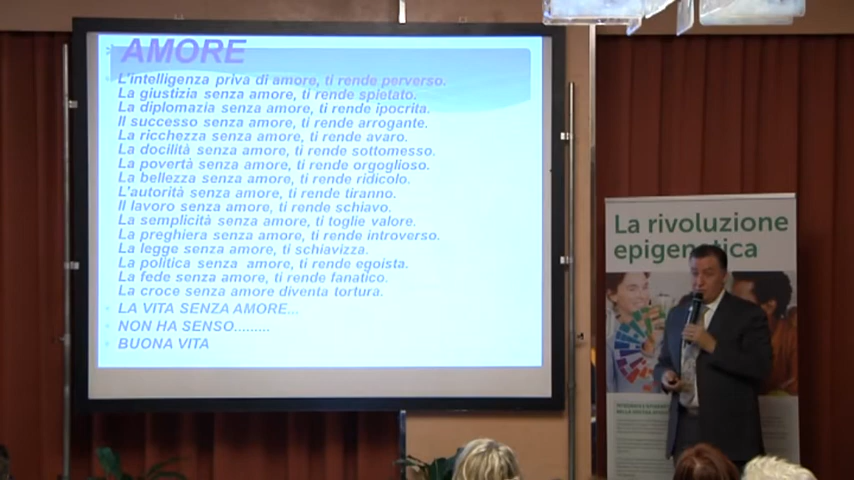 AMORE
L'intelligenza priva di amore, ti rende perverso.
La giustizia senza amore, ti rende spietato.
La diplomazia senza amore, ti rende ipocrita.
Il successo senza amore, ti rende arrogante.
La ricchezza senza amore, ti rende avaro.
La docilità senza amore, ti rende sottomesso.
La povertà senza amore, ti rende orgoglioso.
La bellezza senza amore, ti rende ridicolo.
L'autorità senza amore, ti rende tiranno.
Il lavoro senza amore, ti rende schiavo.
La semplicità senza amore, ti toglie valore.
La preghiera senza amore, ti rende introverso.
La legge senza amore, ti schiavizza.
La politica senza amore, ti rende egoista.
La fede senza amore, ti rende fanatico.
La croce senza amore diventa tortura.
LA VITA SENZA AMORE...
NON HA SENSO.........
BUONA VITA
La rivoluzione
epigenetica